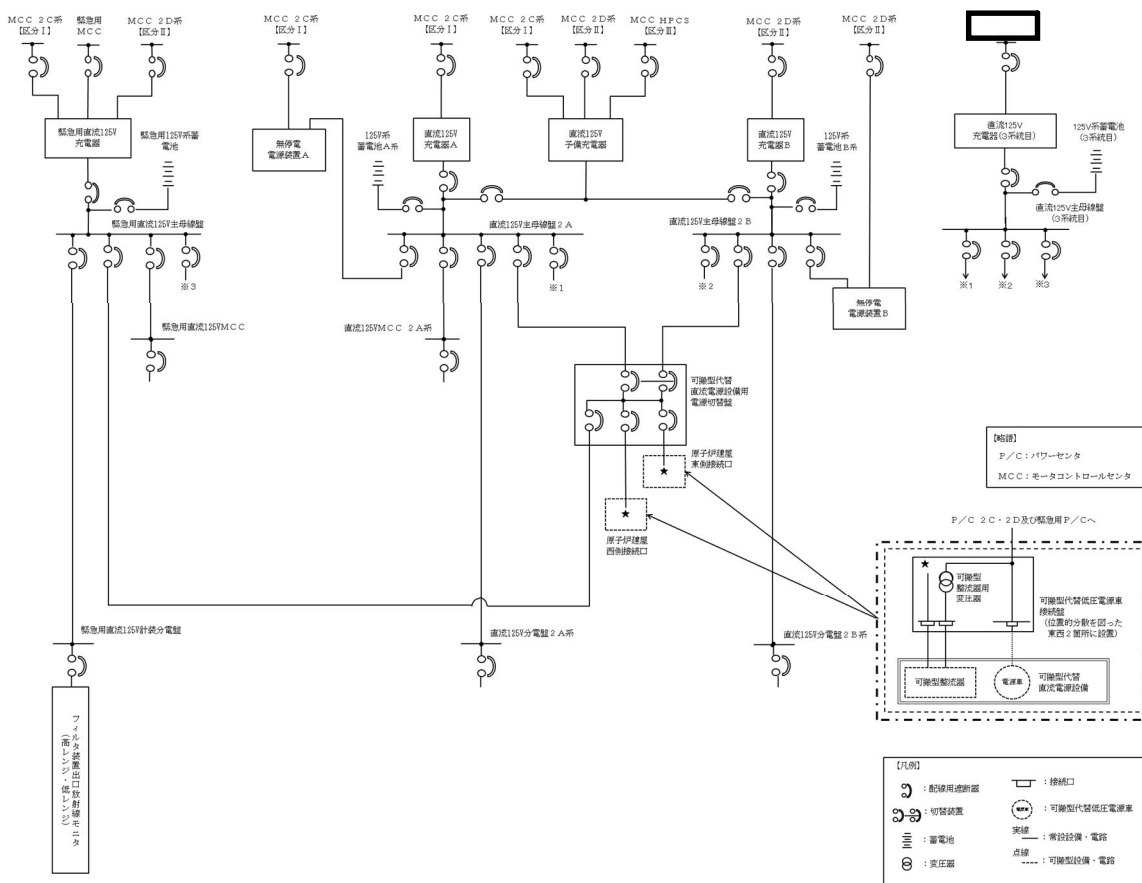 MCC 2C系
【区分Ⅰ】
緊急用
MCC
MCC 2D系
【区分Ⅱ】
MCC 2C系
【区分Ⅰ】
MCC 2C系
【区分Ⅰ】
MCC 2C系
【区分Ⅰ】
MCC 2D系
【区分Ⅱ】
MCC HPCS
【区分Ⅲ】
MCC 2D系
【区分Ⅱ】
MCC 2D系
【区分Ⅱ】
緊急用直流125V
充電器
緊急用125V系蓄
電池
無停電
電源装置A
125V系
蓄電池A系
直流125V
充電器A
直流125V
予備充電器
直流125V
充電器B
125V系
蓄電池B系
直流125V
充電器(3系統目)
125V系蓄電池
(3系統目)
緊急用直流125V主母線盤
直流125V主母線盤2A
直流125V主母線盤2B
直流125V主母線盤
(3系統目)
※3
※1
※2
※1
※2
※3
無停電
電源装置B
緊急用直流125VMCC
直流125VMCC 2A系
可搬型代替
直流電源設備用
電源切替盤
原子炉建屋
東側接続口
★
★
原子炉建屋
西側接続口
【略語】
P/C:パワーセンタ
MCC:モータコントロールセンタ
P/C 2C・2D及び緊急用P/Cへ
★
可搬型
整流器用
変圧器
可搬型代替低圧電源車
接続盤
(位置的分散を図った
東西2箇所に設置)
可搬型整流器
電源車
可搬型代替
直流電源設備
緊急用直流125V計装分電盤
直流125V分電盤2A系
直流125V分電盤2B系
フィルタ装置出口放射線モニタ
(高レンジ・低レンジ)
【凡例】
:配線用遮断器
:切替装置
:蓄電池
:変圧器
:接続口
電源車
:可搬型代替低圧電源車
実線
:常設設備・電路
点線
:可搬型設備・電路